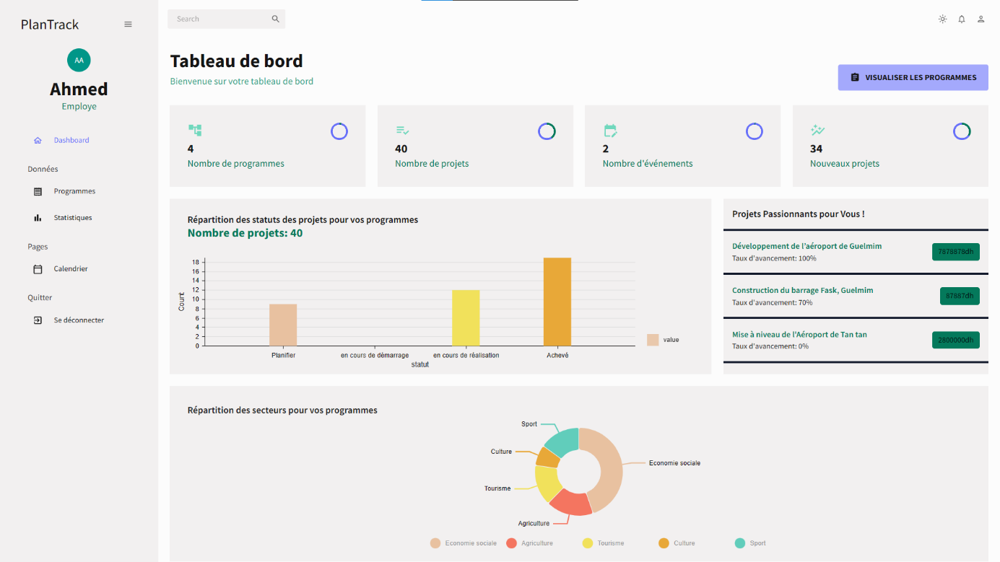 PlanTrack
AA
Ahmed
Employe
Dashboard
Données
Programmes
Statistiques
Pages
Calendrier
Quitter
Se déconnecter
Search
Tableau de bord
Bienvenue sur votre tableau de bord
VISUALISER LES PROGRAMMES
4
Nombre de programmes
40
Nombre de projets
2
Nombre d'événements
34
Nouveaux projets
Répartition des statuts des projets pour vos programmes
Nombre de projets: 40
18
16
14
12
10
8
6
4
2
0
Count
Planifier
en cours de démarrage
en cours de réalisation
Achevé
statut
value
Projets Passionnants pour Vous !
Développement de l’aéroport de Guelmim
Taux d'avancement: 100%
7878878dh
Construction du barrage Fask, Guelmim
Taux d'avancement: 70%
87887dh
Mise à niveau de l'Aéroport de Tan tan
Taux d'avancement: 0%
2800000dh
Répartition des secteurs pour vos programmes
Sport
Culture
Economie sociale
Tourisme
Agriculture
Economie sociale
Agriculture
Tourisme
Culture
Sport